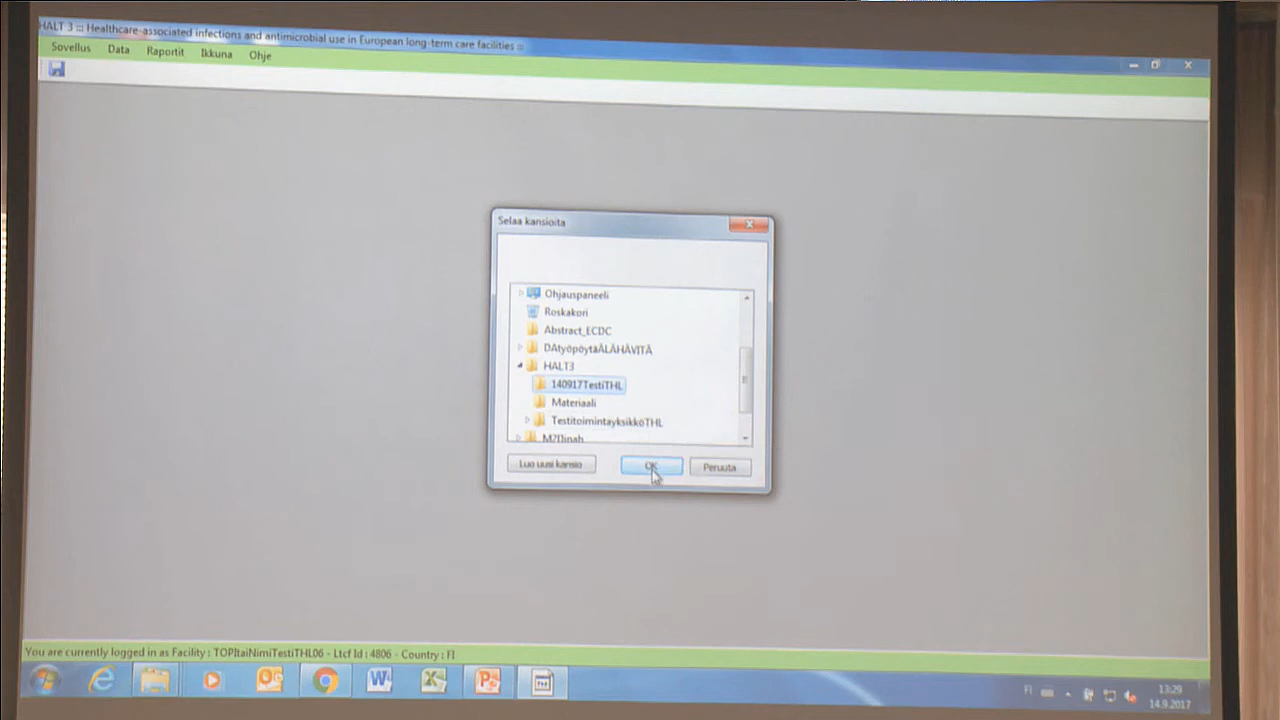 HALT 3 ::: Healthcare-associated infections and antimicrobial use in European long-term care facilities ::
Sovellus Data Raportit Ikkuna Ohje
Selaa kansioita
Ohjauspaneeli
Roskakori
Abstract_ECDC
DAtyöpöytäÄLÄHÄVITÄ
HALT3
140917TestiTHL
Materiaali
TestitoimintayksikköTHL
Luo uusi kansio OK Peruuta
You are currently logged in as Facility : TOPItaiNimiTestiTHL06 - Ltcf Id : 4806 - Country : FI
FI
13:29
14.9.2017